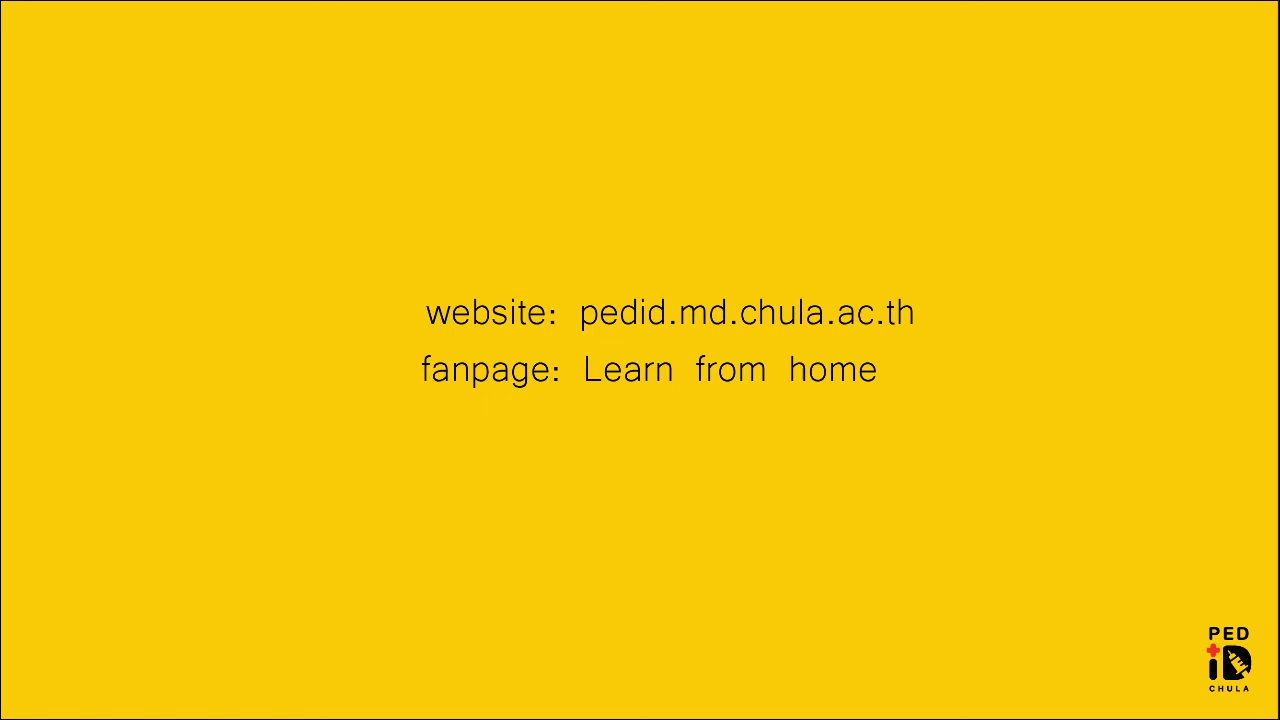 website: pedid.md.chula.ac.th
fanpage: Learn from home
PED
iD
CHULA